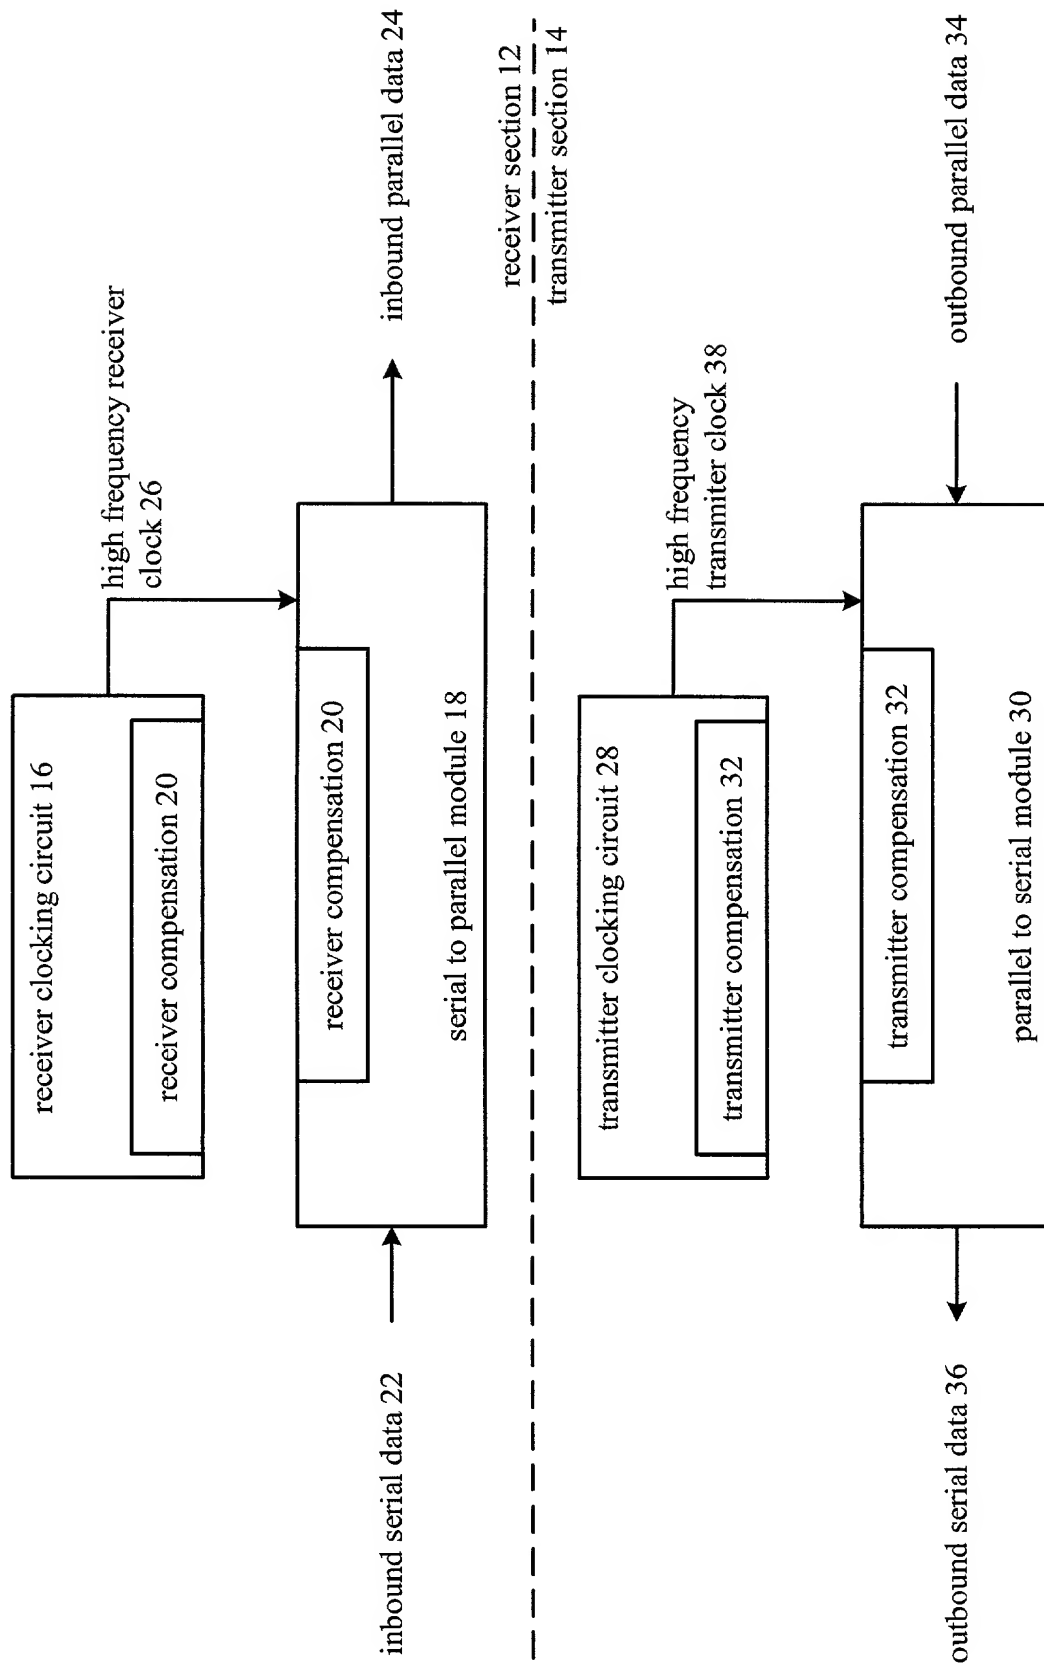 receiver clocking circuit 16
receiver compensation 20
high frequency receiver
clock 26
inbound serial data 22
receiver compensation 20
serial to parallel module 18
inbound parallel data 24
receiver section 12
transmitter section 14
transmitter clocking circuit 28
transmitter compensation 32
high frequency
transmiter clock 38
outbound serial data 36
transmitter compensation 32
parallel to serial module 30
outbound parallel data 34